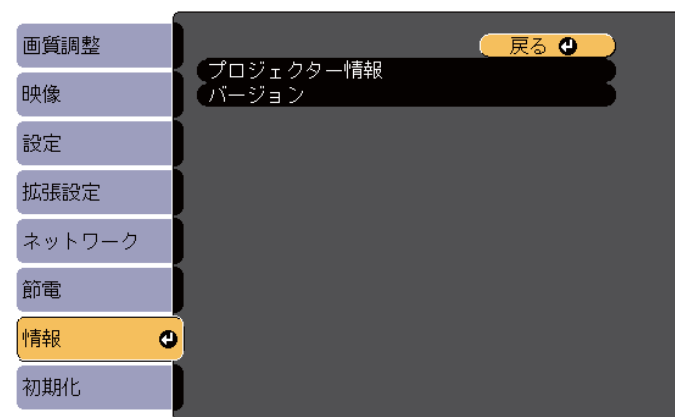 画質調整
映像
設定
拡張設定
ネットワーク
節電
情報
初期化
戻る
プロジェクター情報
バージョン